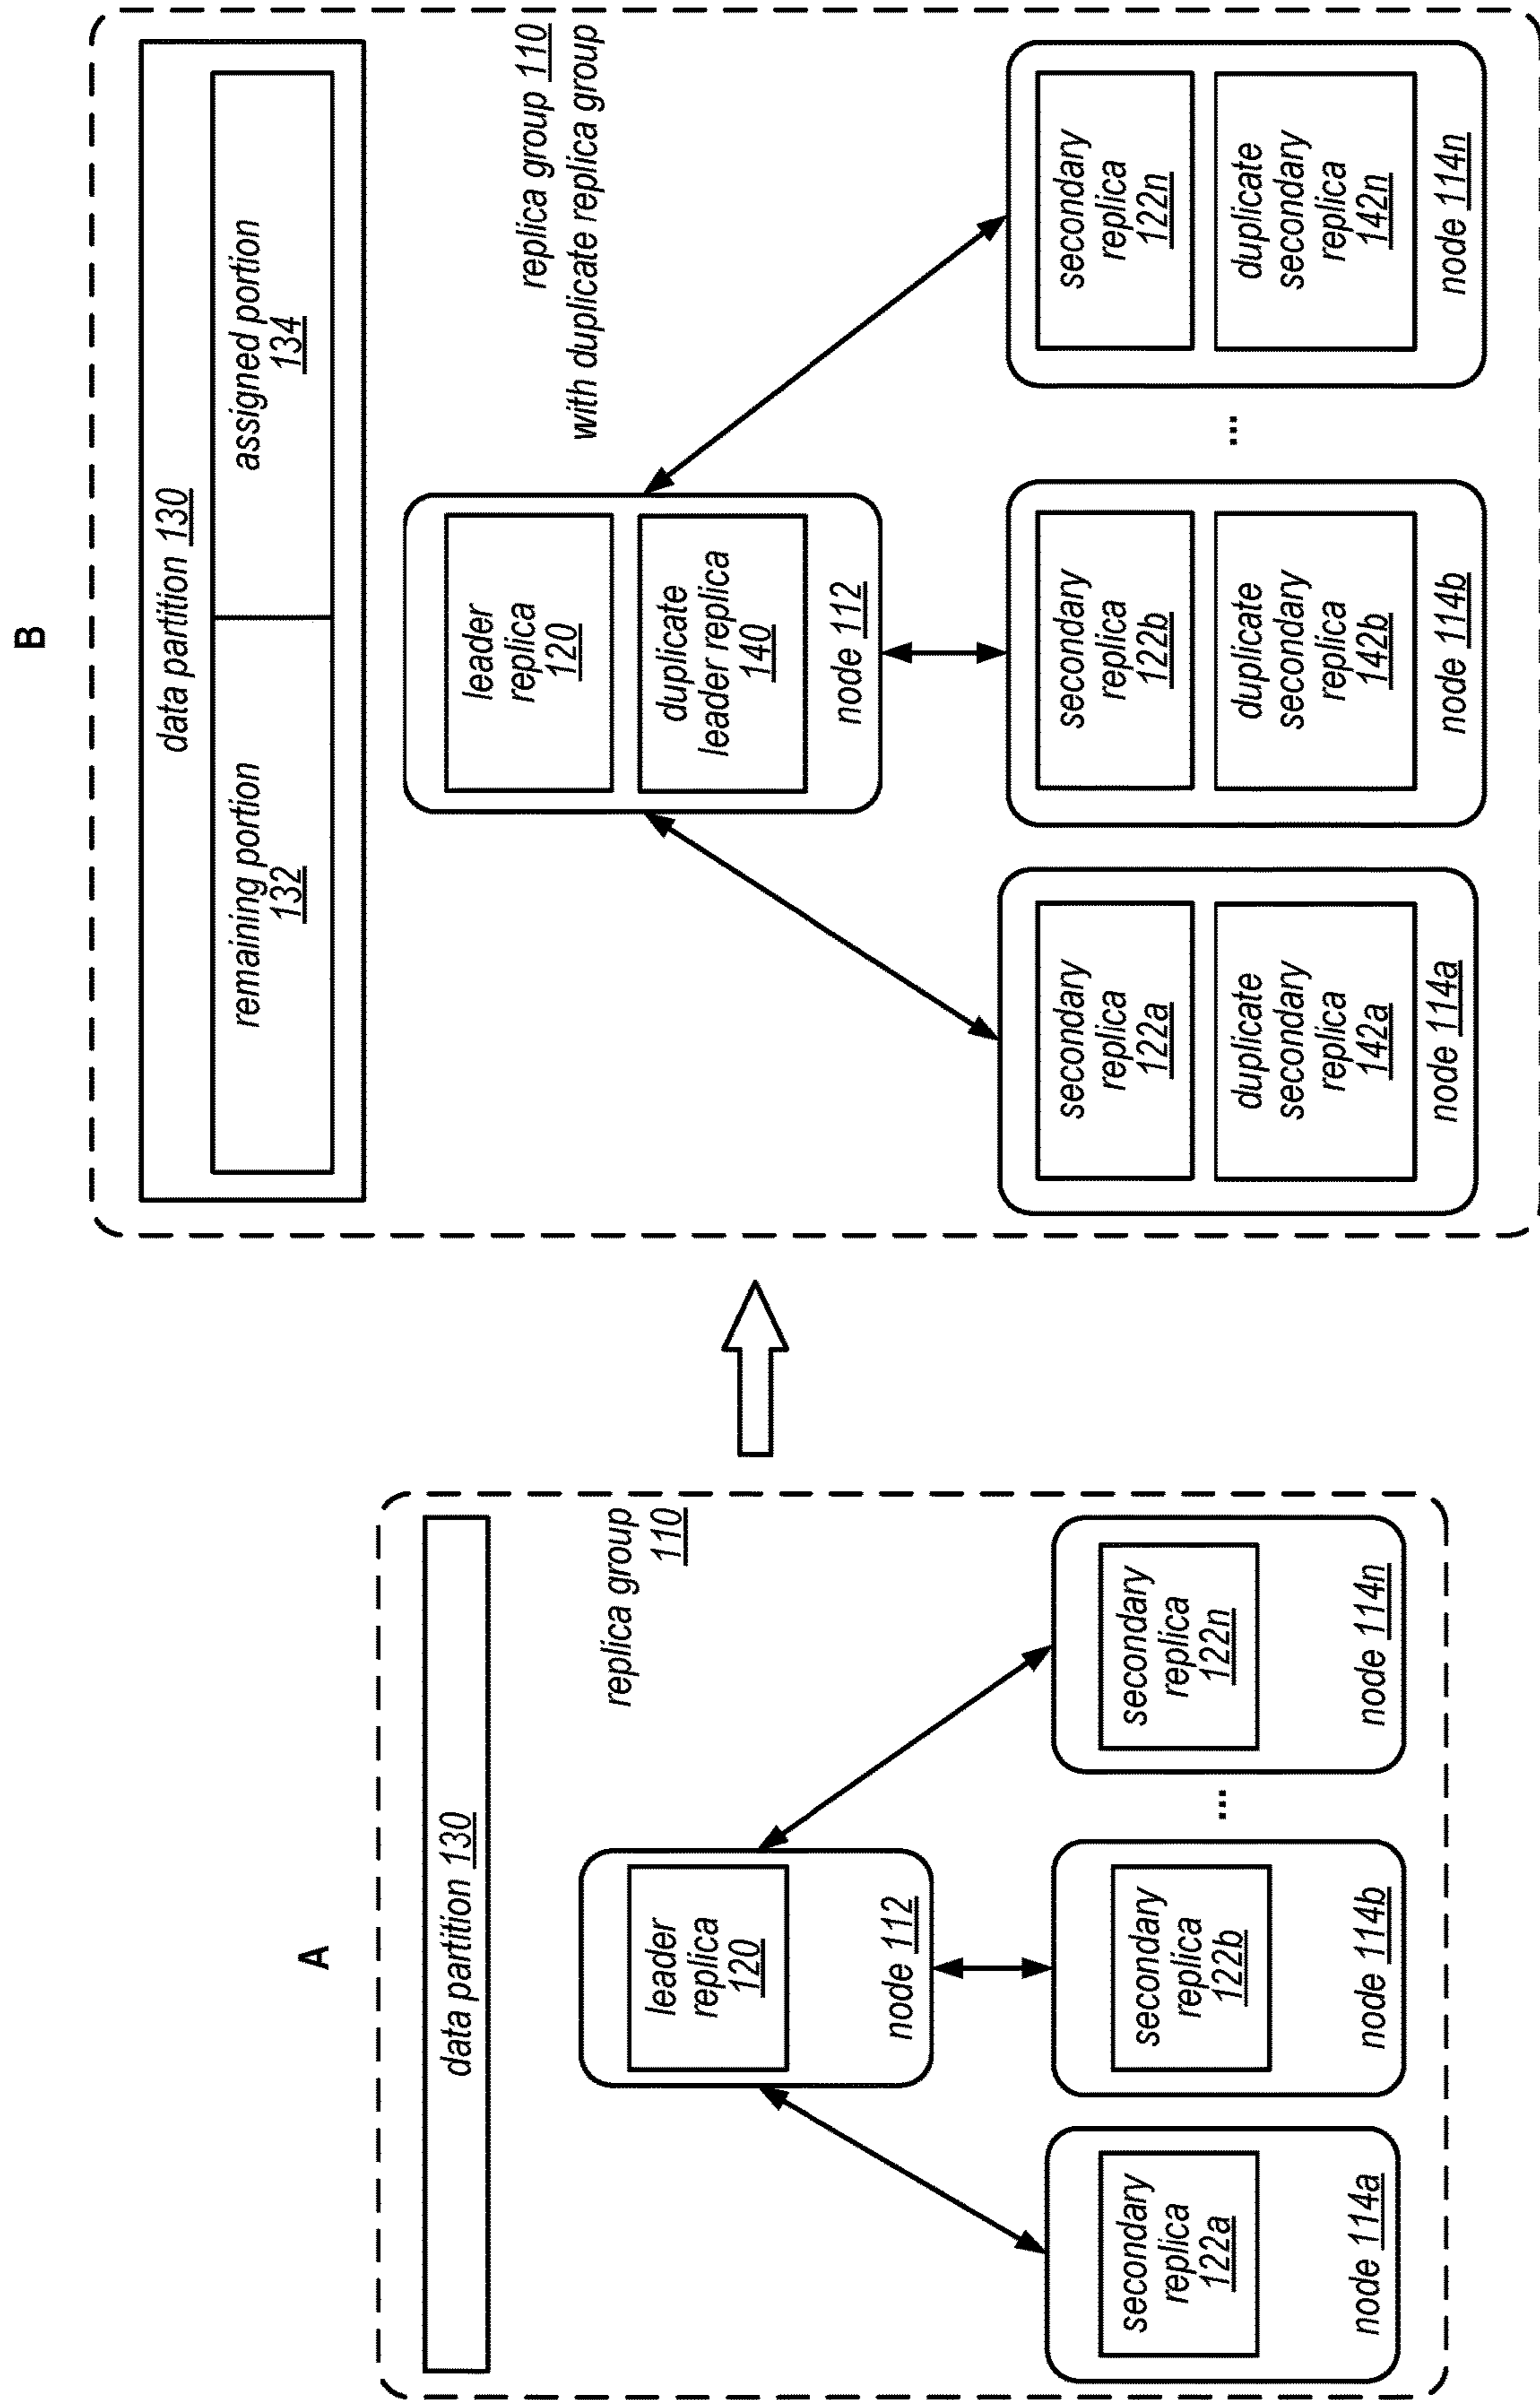 A
data partition 130
replica group
110
leader
replica
120
node 112
secondary
replica
122a
node 114a
secondary
replica
122b
node 114b
...
secondary
replica
122n
node 114n
B
data partition 130
remaining portion
132
assigned portion
134
replica group 110
with duplicate replica group
leader
replica
120
duplicate
leader replica
140
node 112
secondary
replica
122a
duplicate
secondary
replica
142a
node 114a
secondary
replica
122b
duplicate
secondary
replica
142b
node 114b
...
secondary
replica
122n
duplicate
secondary
replica
142n
node 114n